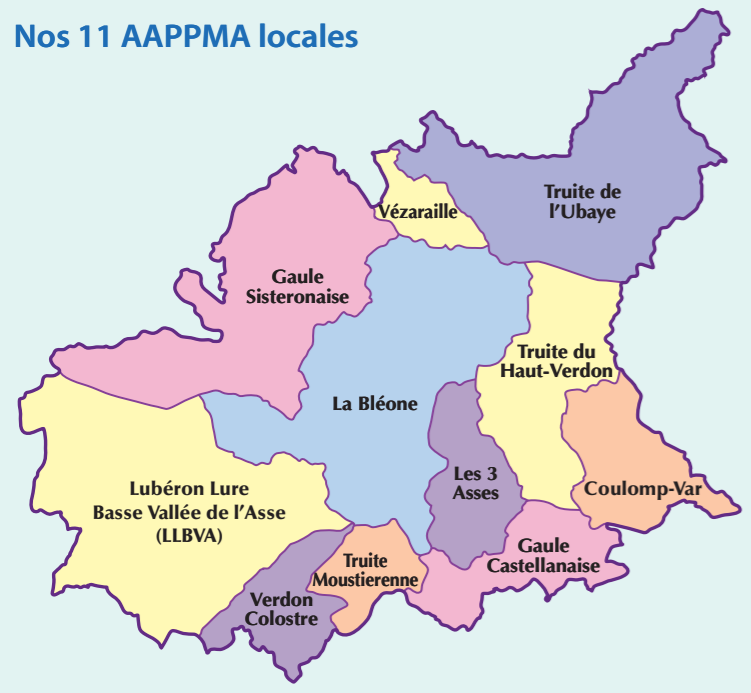 Nos 11 AAPPMA locales
Truite de
l'Ubaye
Vézaraille
Gaule
Sisteronaise
Truite du
Haut-Verdon
La Bléone
Les 3
Asses
Coulomp-Var
Lubéron Lure
Basse Vallée de l'Asse
(LLBVA)
Gaule
Castellanaise
Truite
Moustierenne
Verdon
Colostre